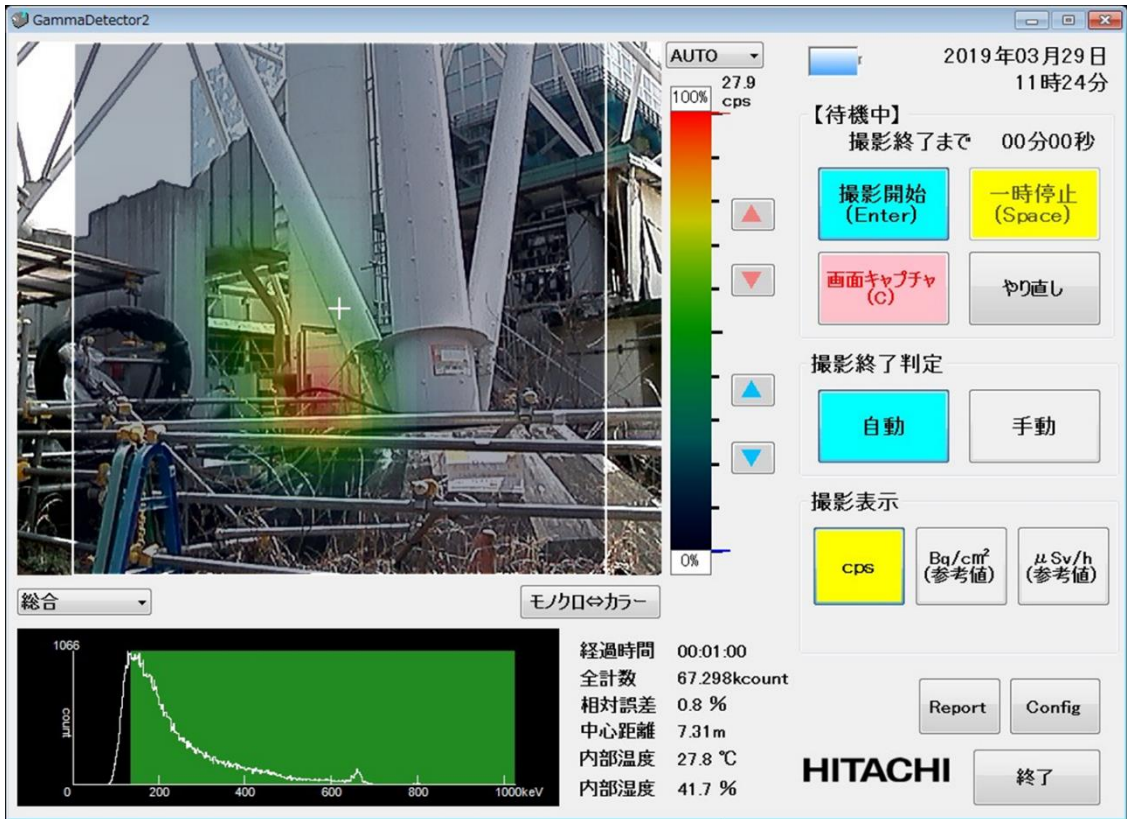 GammaDetector2
AUTO
2019年03月29日
11時24分
27.9
cps
100%
0%
【待機中】
撮影終了まで 00分00秒
撮影開始
(Enter)
一時停止
(Space)
画面キャプチャ
(C)
やり直し
撮影終了判定
自動
手動
撮影表示
cps
Bq/c㎡
(参考値)
μSv/h
(参考値)
総合
モノクロ⇔カラー
1066
count
0 200 400 600 800 1000keV
経過時間 00:01:00
全計数 67.298kcount
相対誤差 0.8 %
中心距離 7.31m
内部温度 27.8 ℃
内部湿度 41.7 %
Report
Config
HITACHI
終了